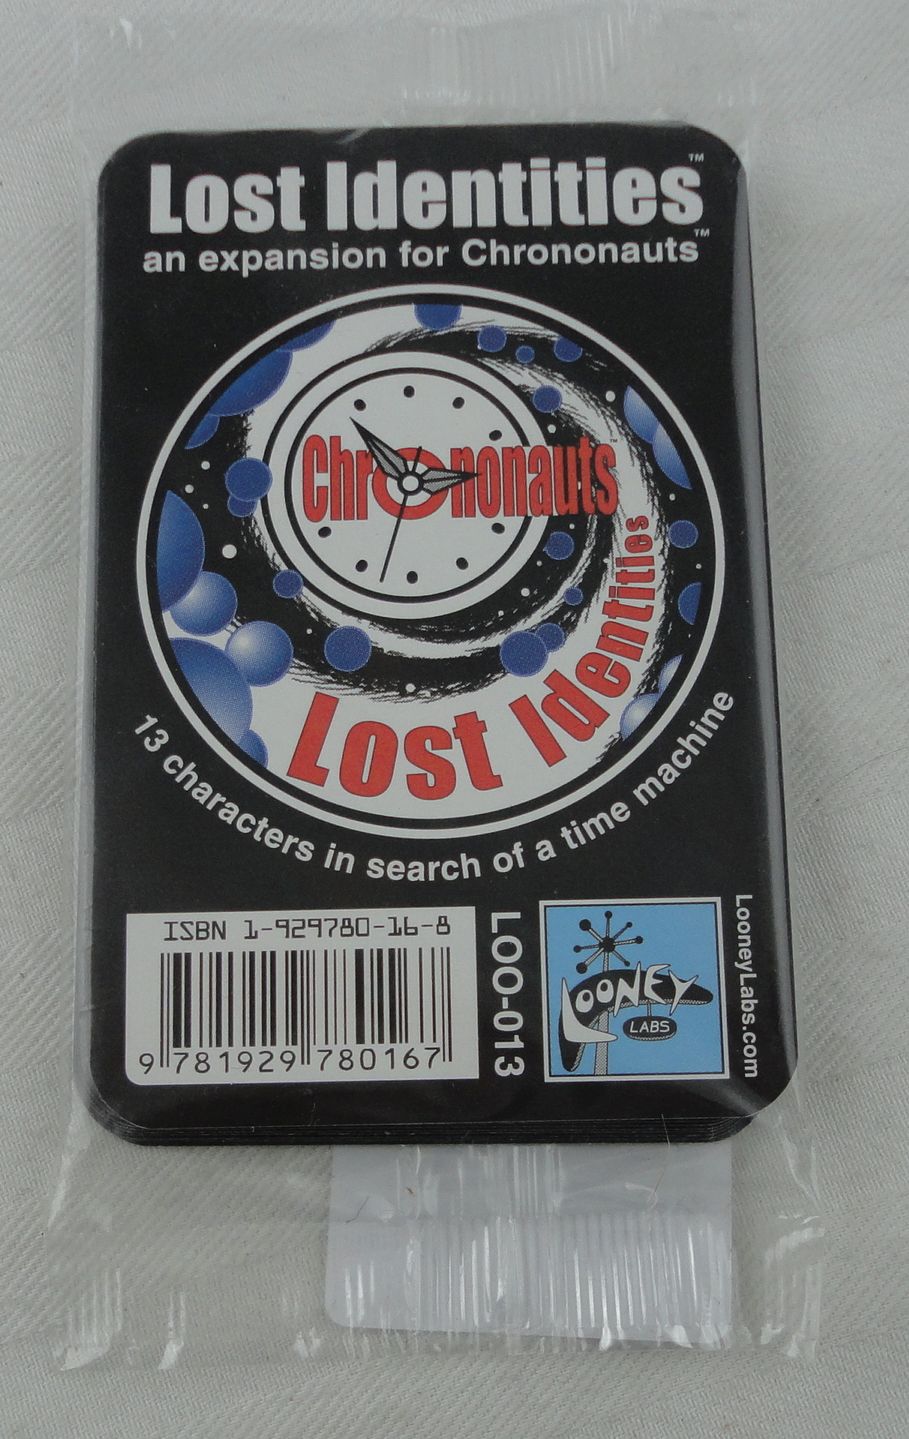 Lost Identities™
an expansion for Chrononauts™
Chrononauts™
Lost Identities
13 characters in search of a time machine
ISBN 1-929780-16-8
9 781929 780167
LOO-013
LOONEY
LABS
LooneyLabs.com